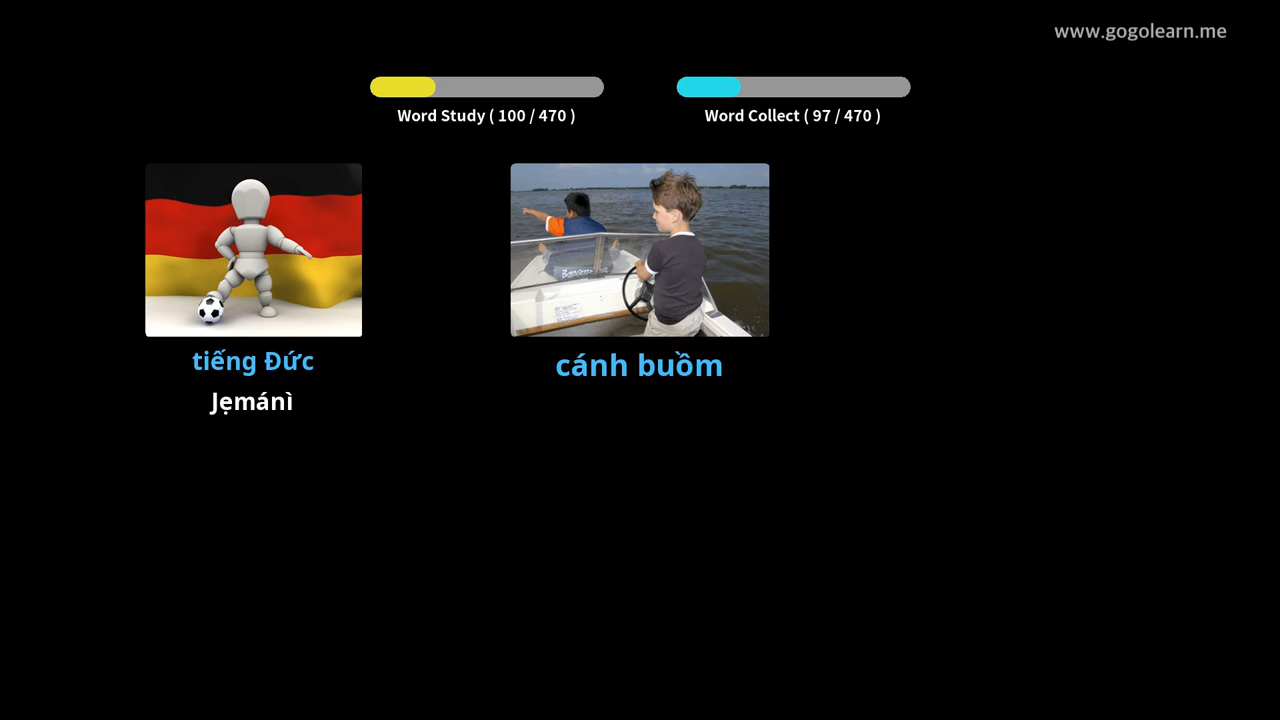 www.gogolearn.me
Word Study ( 100 / 470 )
Word Collect ( 97 / 470 )
tiếng Đức
Jẹmánì
cánh buồm